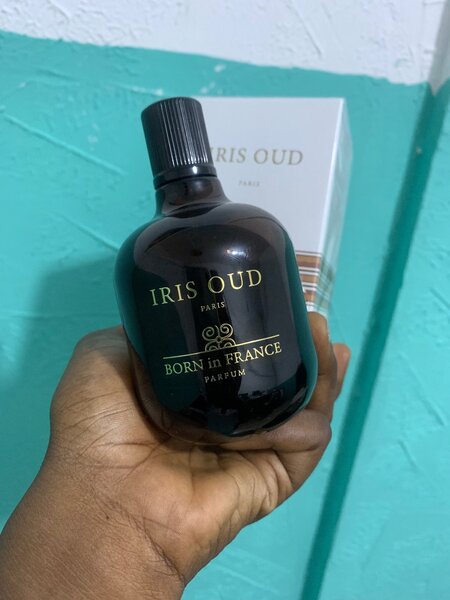 IRIS OUD
PARIS
IRIS OUD
PARIS
BORN in FRANCE
PARFUM